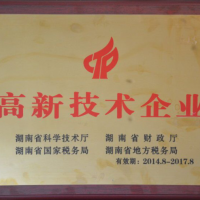 高新技术企业
湖南省科学技术厅 湖南省财政厅
湖南省国家税务局 湖南省地方税务局
有效期：2014.8-2017.8